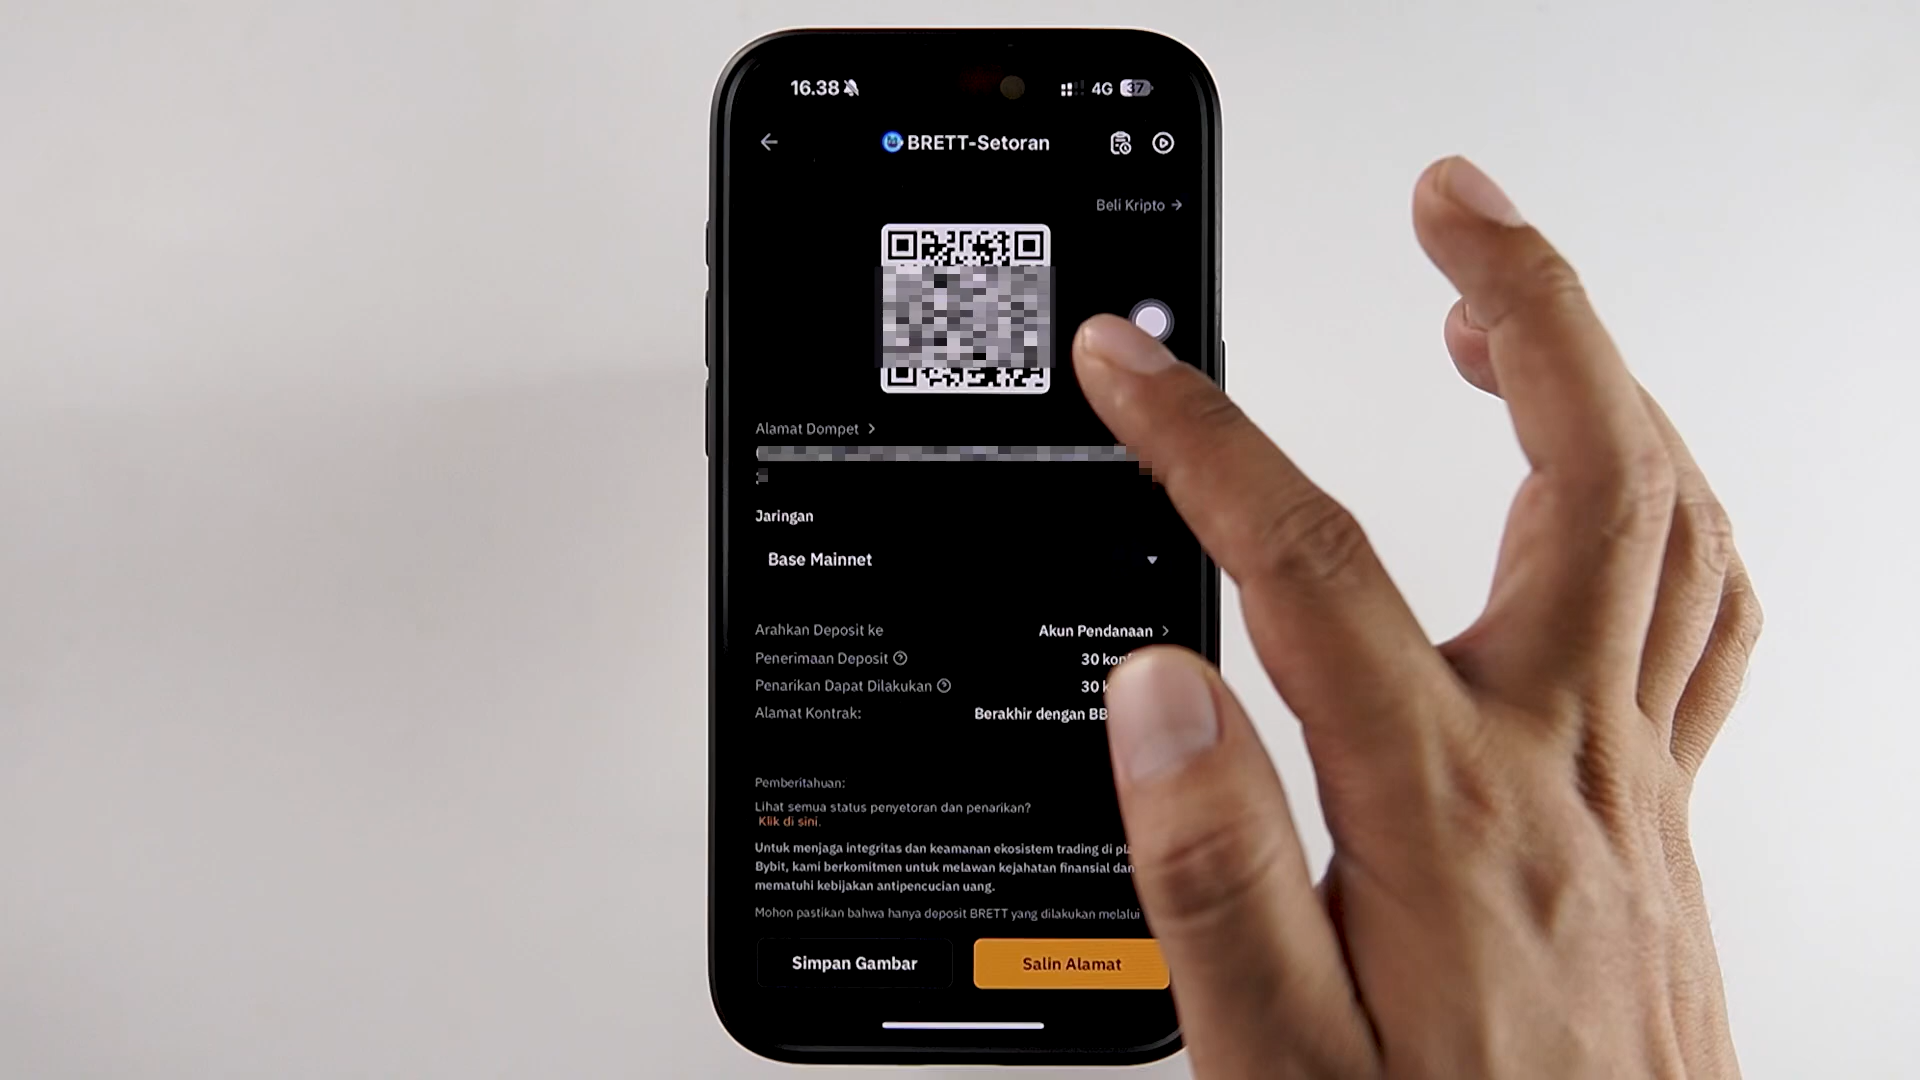 16.38
4G
37
BRETT-Setoran
Beli Kripto
Alamat Dompet
Jaringan
Base Mainnet
Arahkan Deposit ke
Akun Pendanaan
Penerimaan Deposit
30
Penarikan Dapat Dilakukan
30
Alamat Kontrak:
Berakhir dengan
Pemberitahuan:
Lihat semua status penyetoran dan penarikan?
Klik di sini.
Untuk menjaga integritas dan keamanan ekosistem trading di
Bybit, kami berkomitmen untuk melawan kejahatan finansial dan
mematuhi kebijakan antipencucian uang.
Mohon pastikan bahwa hanya deposit BRETT yang dilakukan melalui
Simpan Gambar
Salin Alamat